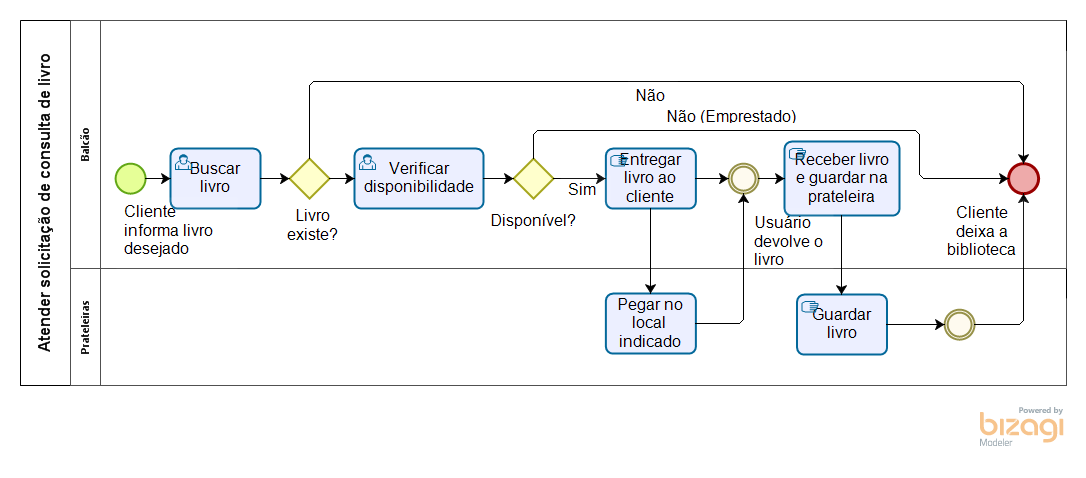 Atender solicitação de consulta de livro
Balcão
Prateleiras
Não
Não (Emprestado)
Cliente
informa livro
desejado
Buscar
livro
Livro
existe?
Verificar
disponibilidade
Disponível?
Sim
Entregar
livro ao
cliente
Usuário
devolve o
livro
Receber livro
e guardar na
prateleira
Cliente
deixa a
biblioteca
Pegar no
local
indicado
Guardar
livro
Powered by
bizagi
Modeler